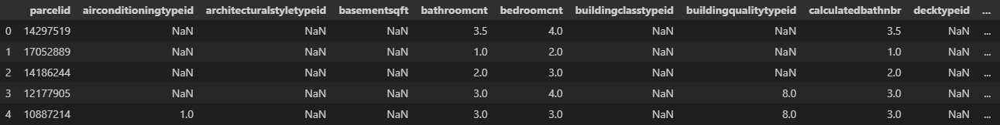 parcelid airconditioningtypeid architecturalstyletypeid basementsqft bathroomcnt bedroomcnt buildingclasstypeid buildingqualitytypeid calculatedbathnbr decktypeid ...
0 14297519 NaN NaN NaN 3.5 4.0 NaN NaN 3.5 NaN ...
1 17052889 NaN NaN NaN 1.0 2.0 NaN NaN 1.0 NaN ...
2 14186244 NaN NaN NaN 2.0 3.0 NaN NaN 2.0 NaN ...
3 12177905 NaN NaN NaN 3.0 4.0 NaN 8.0 3.0 NaN ...
4 10887214 1.0 NaN NaN 3.0 3.0 NaN 8.0 3.0 NaN ...